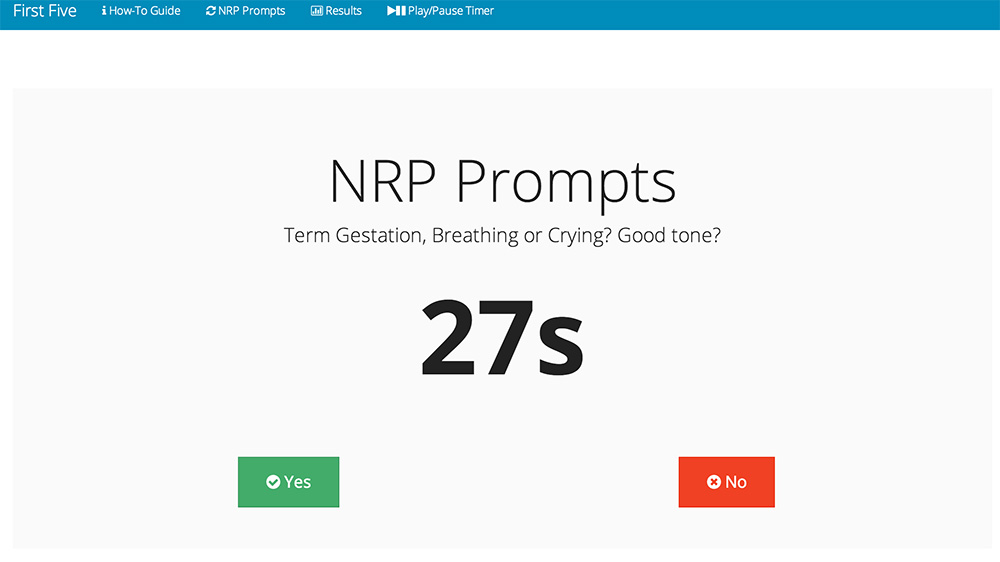 First Five How-To Guide NRP Prompts Results Play/Pause Timer
NRP Prompts
Term Gestation, Breathing or Crying? Good tone?
27s
Yes No